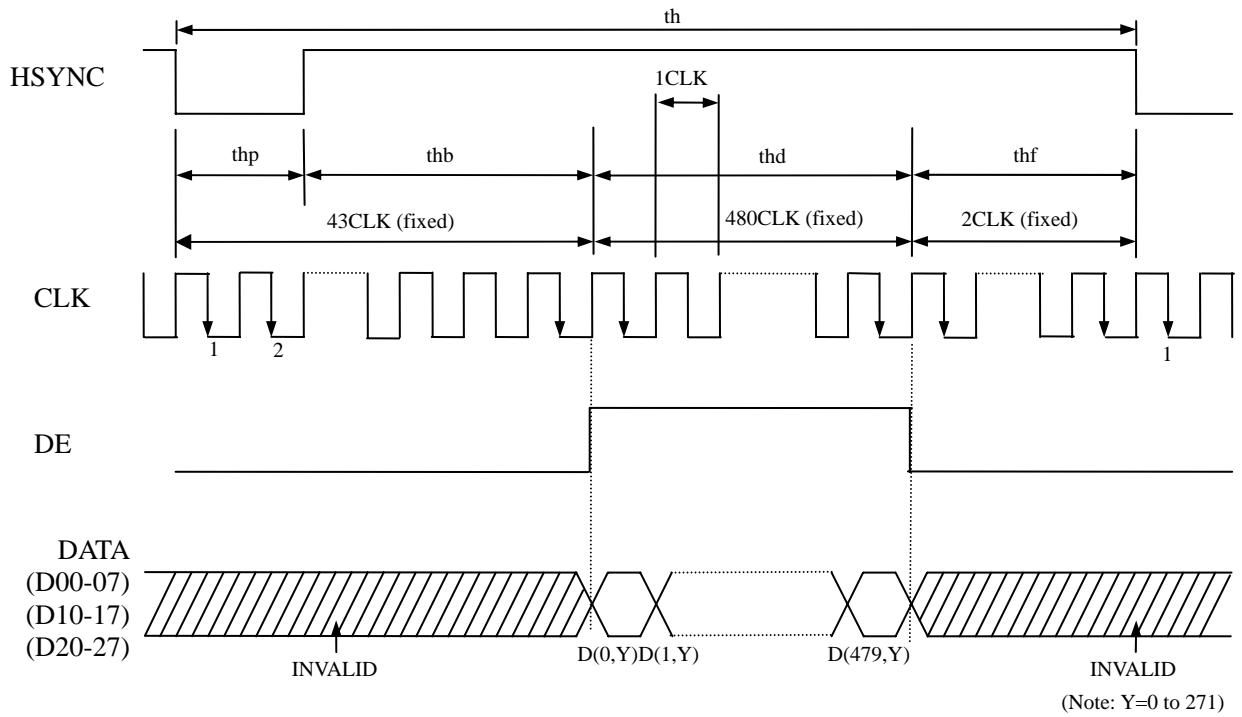 th
HSYNC
1CLK
thp
thb
thd
thf
43CLK (fixed)
480CLK (fixed)
2CLK (fixed)
CLK
1
2
1
DE
DATA
(D00-07)
(D10-17)
(D20-27)
INVALID
D(0,Y)D(1,Y)
D(479,Y)
INVALID
(Note: Y=0 to 271)